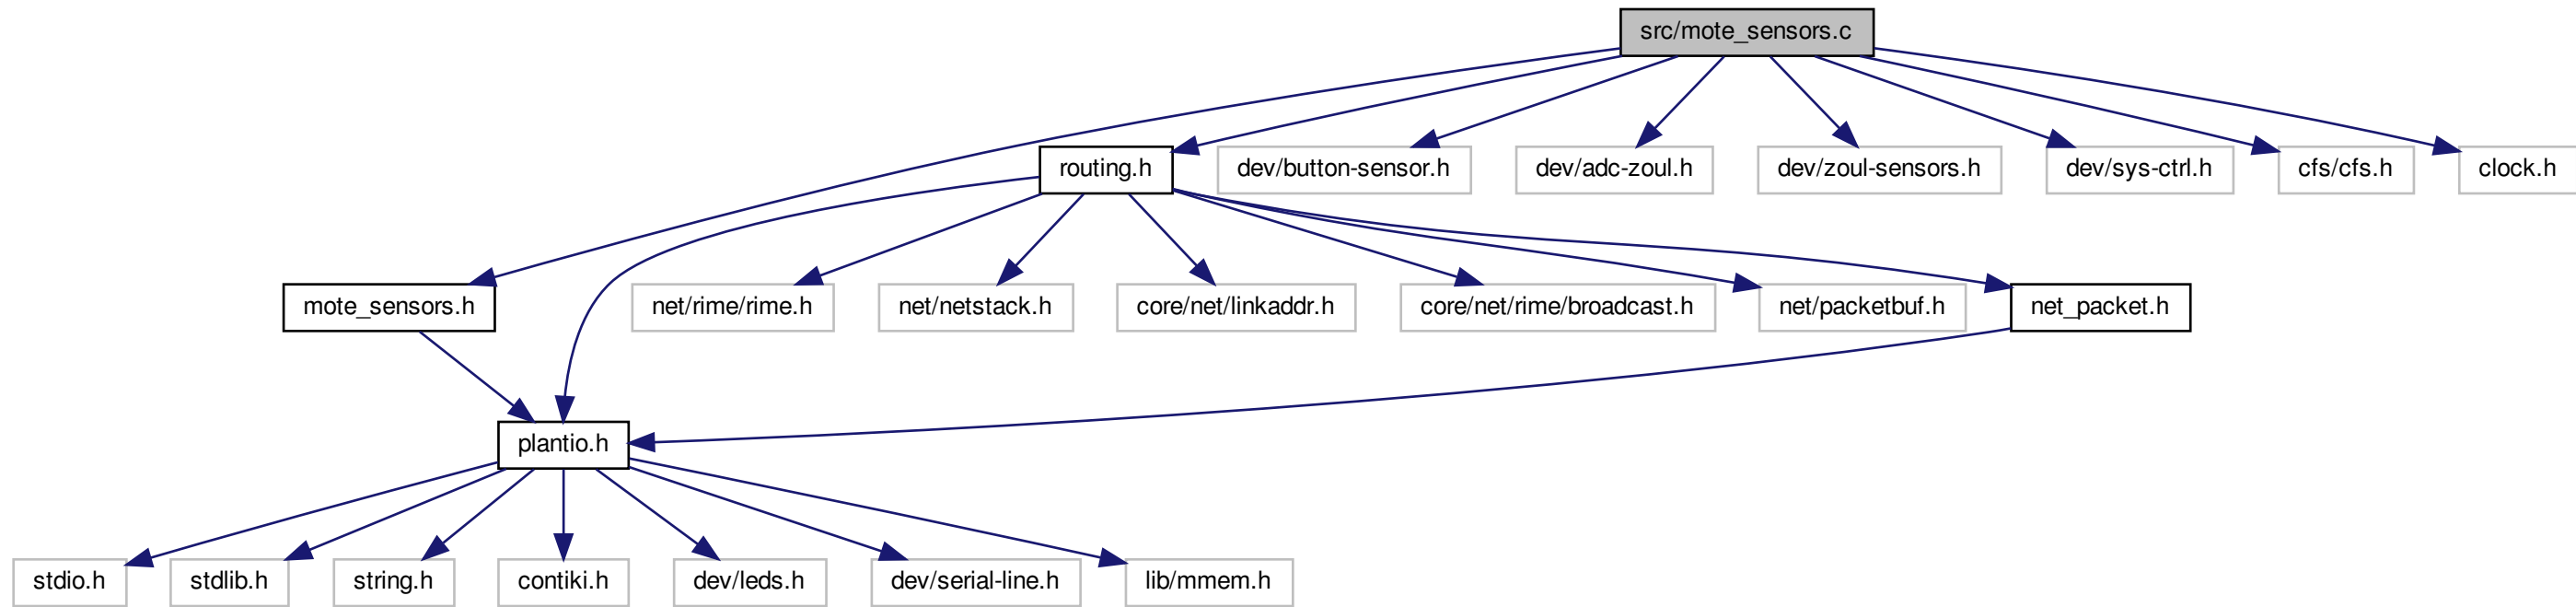 src/mote_sensors.c
routing.h
dev/button-sensor.h
dev/adc-zoul.h
dev/zoul-sensors.h
dev/sys-ctrl.h
cfs/cfs.h
clock.h
mote_sensors.h
net/rime/rime.h
net/netstack.h
core/net/linkaddr.h
core/net/rime/broadcast.h
net/packetbuf.h
net_packet.h
plantio.h
stdio.h
stdlib.h
string.h
contiki.h
dev/leds.h
dev/serial-line.h
lib/mmem.h